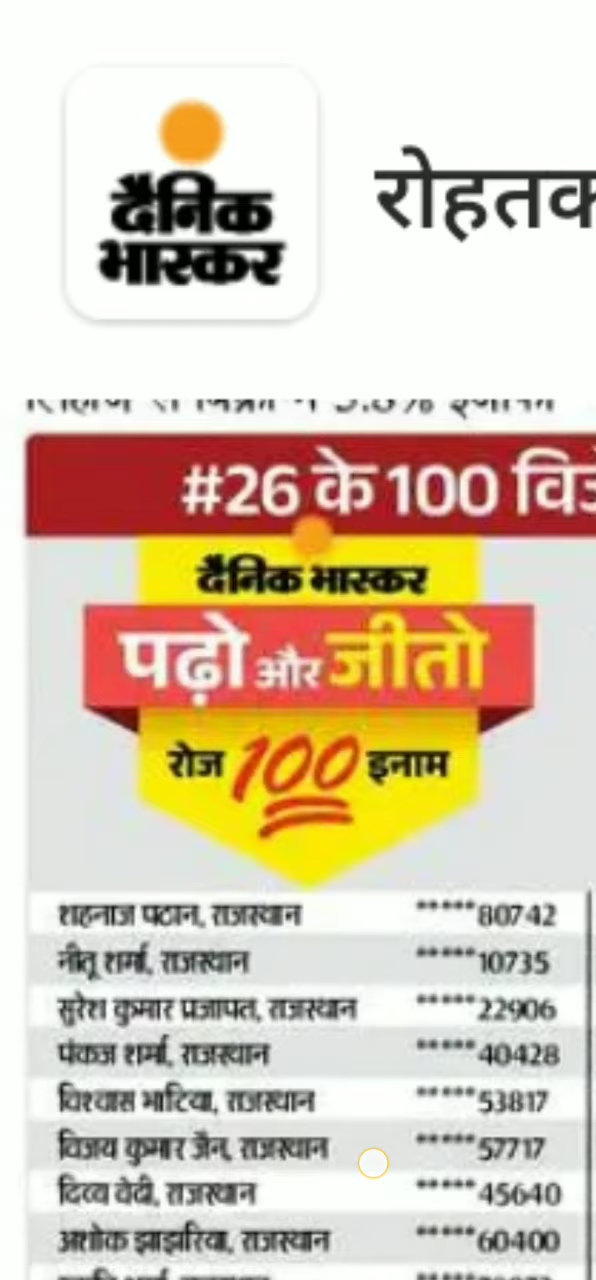 दैनिक
भास्कर
रोहतक
#26 के 100
दैनिक भास्कर
पढ़ो और जीतो
रोज 100 इनाम
शहनाज पठान, राजस्थान *****80742
नीतू शर्मा, राजस्थान *****10735
सुरेश कुमार प्रजापत, राजस्थान *****22906
पंकज शर्मा, राजस्थान *****40428
विश्वास भाटिया, राजस्थान *****53817
विजय कुमार जैन, राजस्थान *****57717
दिव्य वेदी, राजस्थान *****45640
अशोक झाझरिया, राजस्थान *****60400